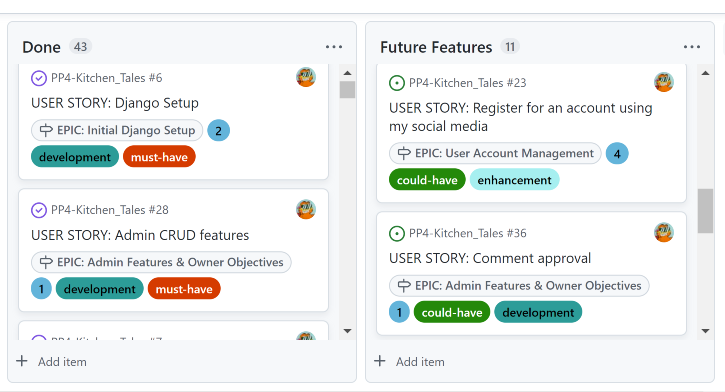 Done 43
PP4-Kitchen_Tales #6
USER STORY: Django Setup
EPIC: Initial Django Setup 2
development must-have
PP4-Kitchen_Tales #28
USER STORY: Admin CRUD features
EPIC: Admin Features & Owner Objectives
1 development must-have
+ Add item
Future Features 11
PP4-Kitchen_Tales #23
USER STORY: Register for an account using
my social media
EPIC: User Account Management 4
could-have enhancement
PP4-Kitchen_Tales #36
USER STORY: Comment approval
EPIC: Admin Features & Owner Objectives
1 could-have development
+ Add item